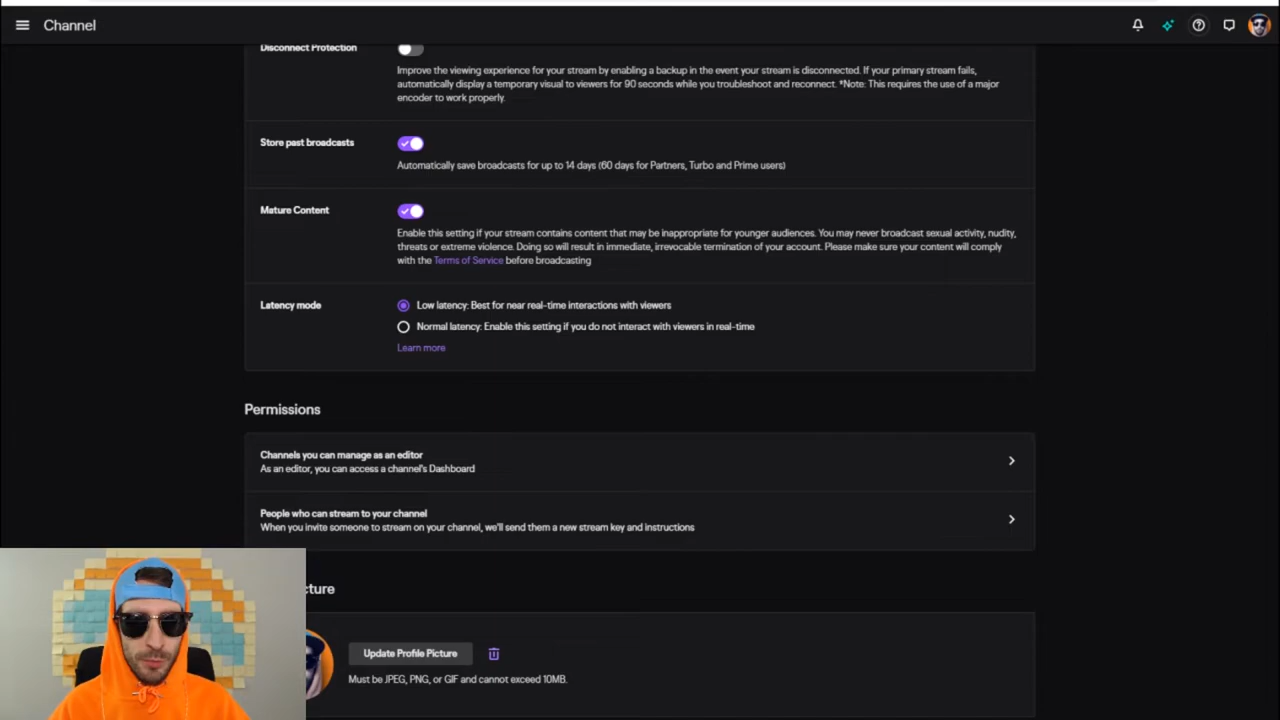 Channel
Disconnect Protection
Improve the viewing experience for your stream by enabling a backup in the event your stream is disconnected. If your primary stream fails,
automatically display a temporary visual to viewers for 90 seconds while you troubleshoot and reconnect. *Note: This requires the use of a major
encoder to work properly.
Store past broadcasts
Automatically save broadcasts for up to 14 days (60 days for Partners, Turbo and Prime users)
Mature Content
Enable this setting if your stream contains content that may be inappropriate for younger audiences. You may never broadcast sexual activity, nudity,
threats or extreme violence. Doing so will result in immediate, irrevocable termination of your account. Please make sure your content will comply
with the Terms of Service before broadcasting
Latency mode
Low latency: Best for near real-time interactions with viewers
Normal latency: Enable this setting if you do not interact with viewers in real-time
Learn more
Permissions
Channels you can manage as an editor
As an editor, you can access a channel's Dashboard
People who can stream to your channel
When you invite someone to stream on your channel, we'll send them a new stream key and instructions
cture
Update Profile Picture
Must be JPEG, PNG, or GIF and cannot exceed 10MB.